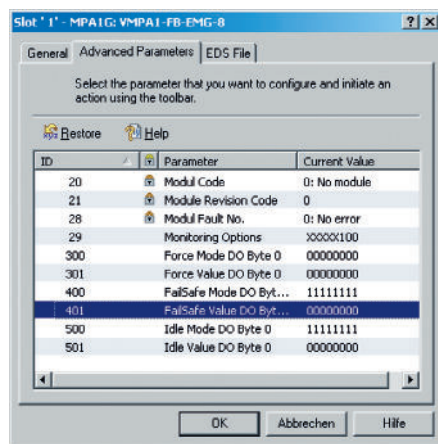 Slot ' 1' - MPA1G: VMPA1-FB-EMG-8
General Advanced Parameters EDS File
Select the parameter that you want to configure and initiate an
action using the toolbar.
Restore Help
ID Parameter Current Value
20 Modul Code 0: No module
21 Module Revision Code 0
28 Modul Fault No. 0: No error
29 Monitoring Options XXXXX100
300 Force Mode DO Byte 0 00000000
301 Force Value DO Byte 0 00000000
400 FailSafe Mode DO Byt... 11111111
401 FailSafe Value DO Byt... 00000000
500 Idle Mode DO Byte 0 11111111
501 Idle Value DO Byte 0 00000000
OK Abbrechen Hilfe